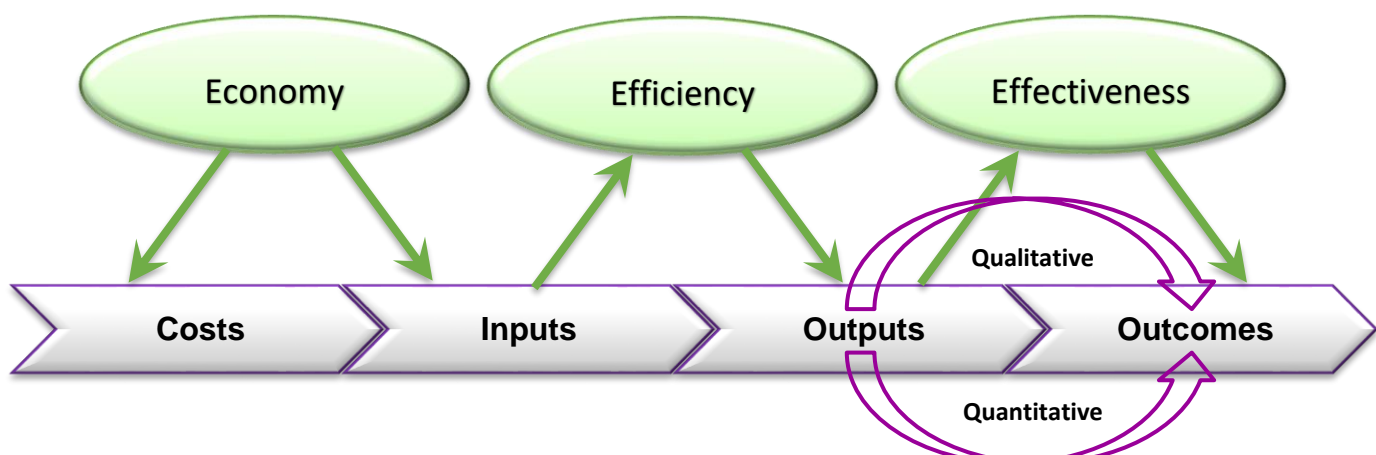 Economy
Efficiency
Effectiveness
Qualitative
Costs
Inputs
Outputs
Outcomes
Quantitative